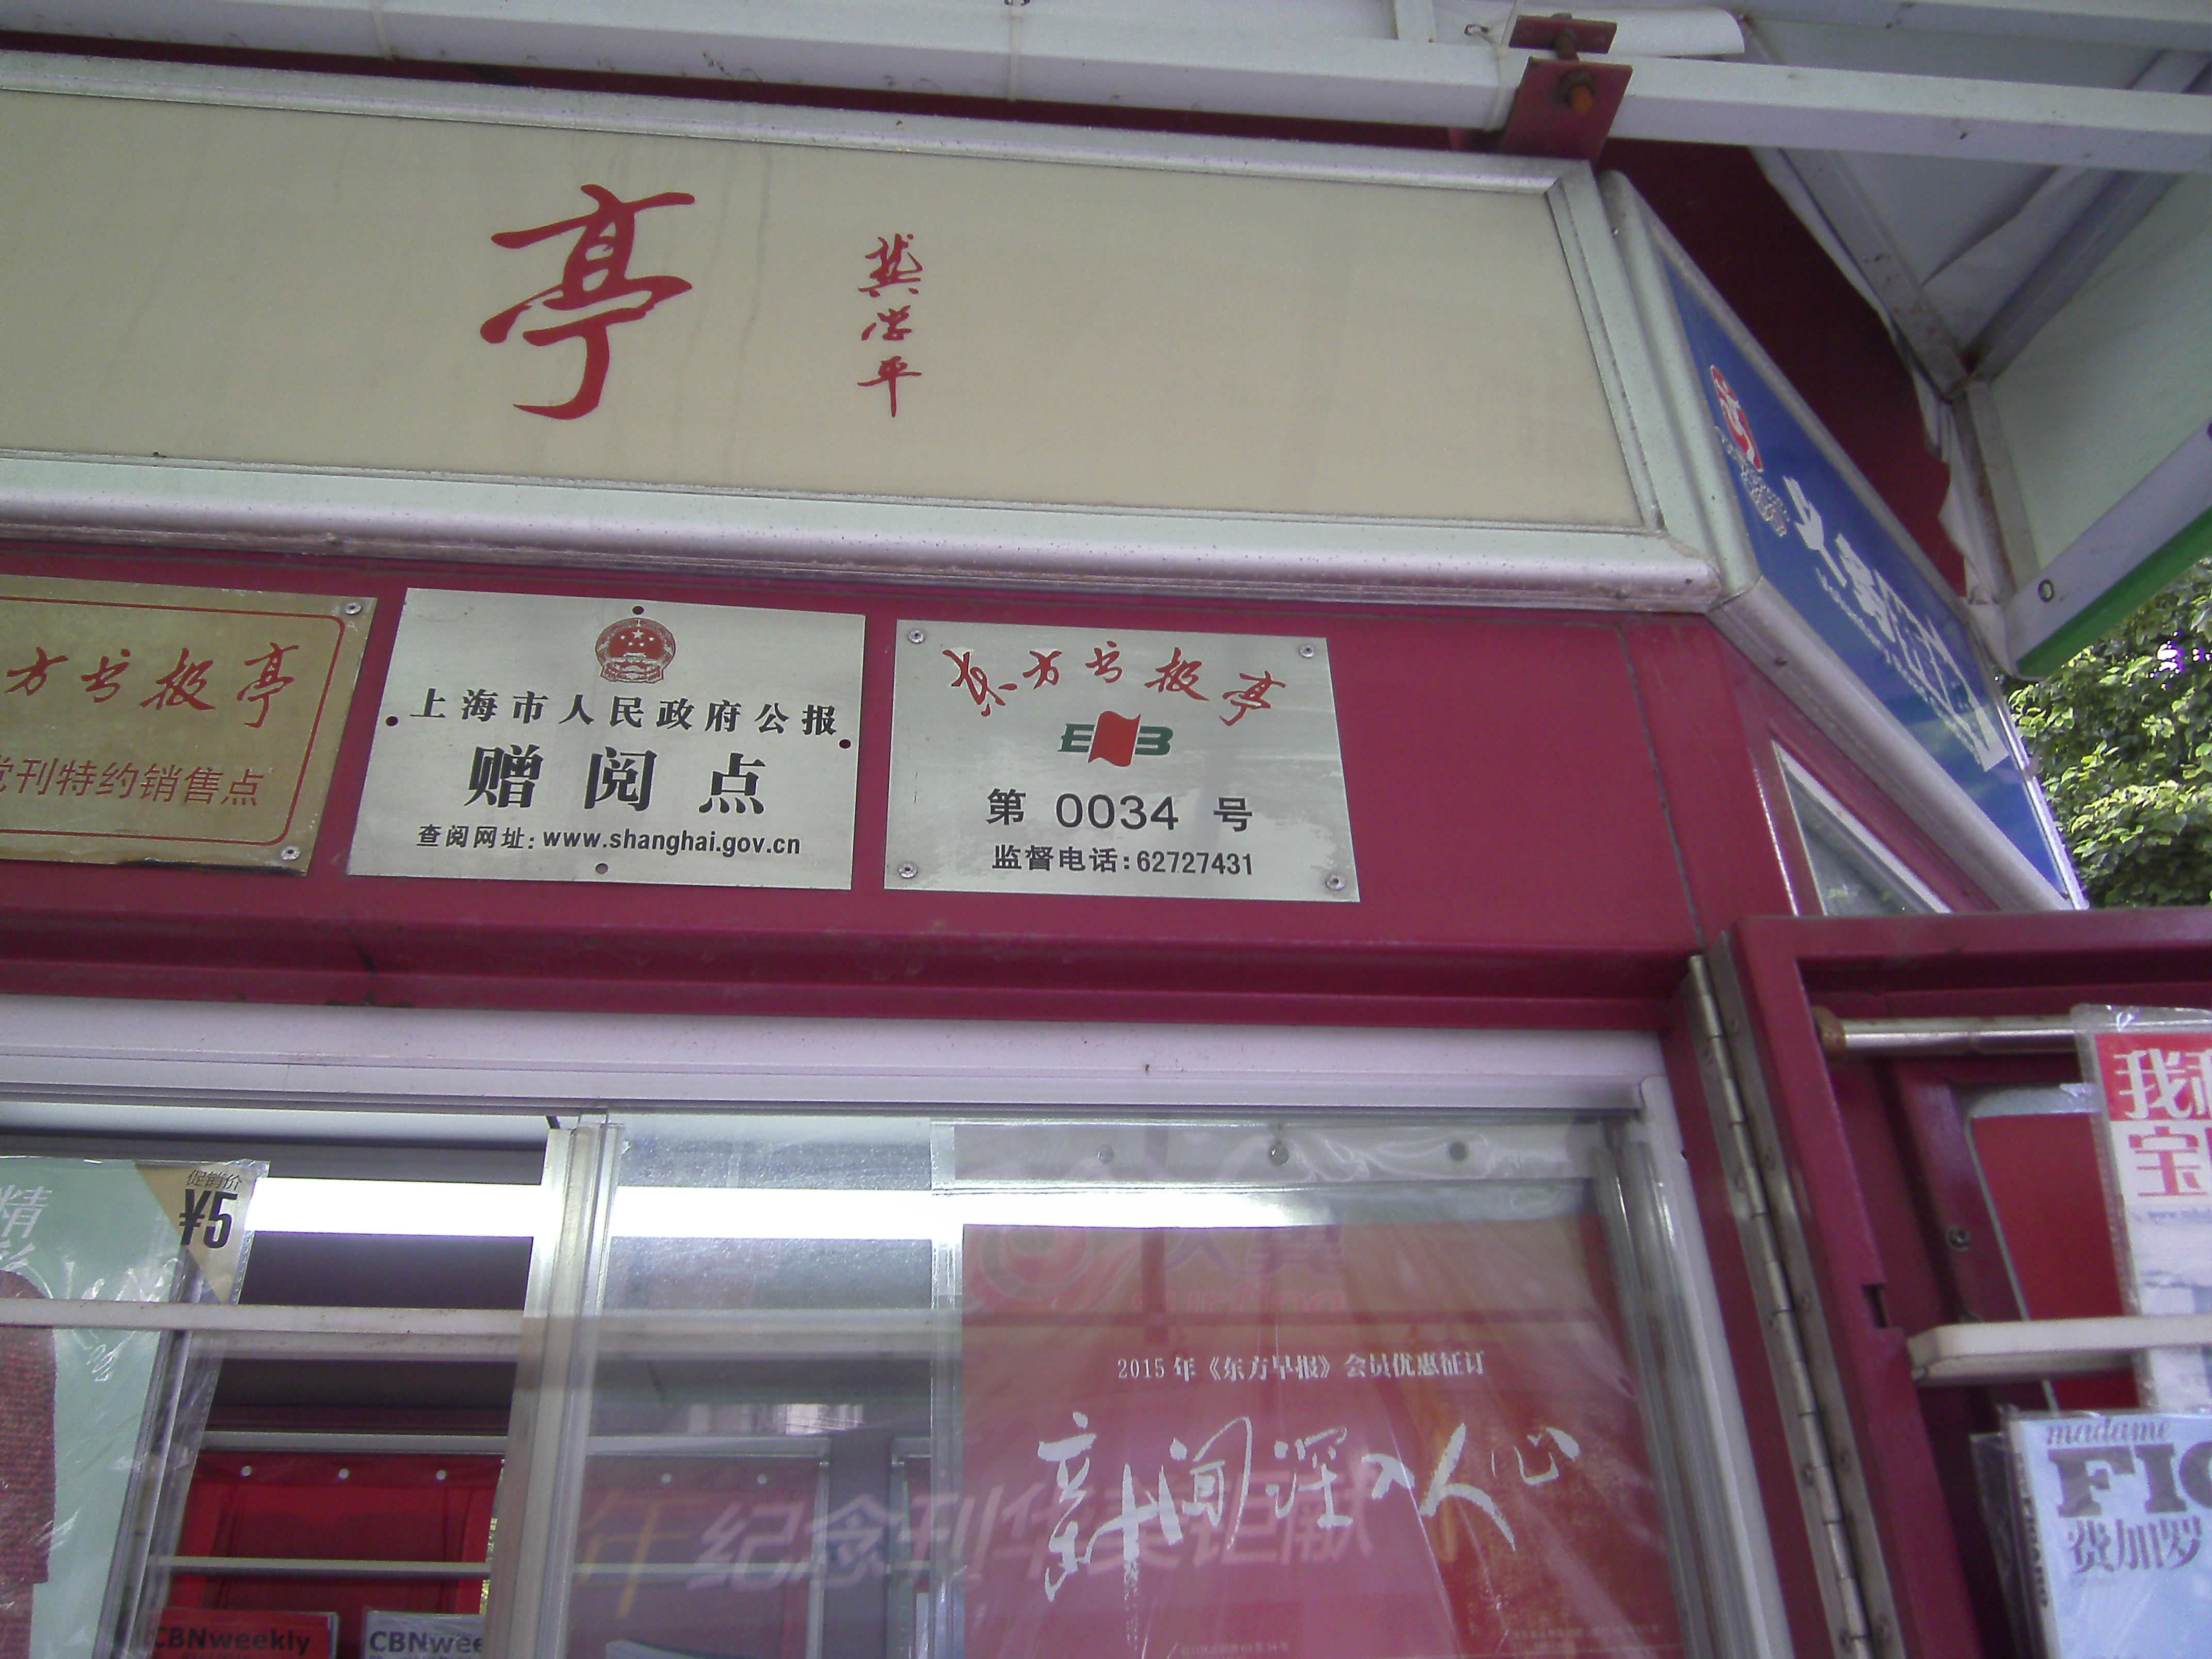 亭
龚学平
方书报亭
党刊特约销售点
上海市人民政府公报
赠阅点
查阅网址:www.shanghai.gov.cn
东方书报亭
EB
第 0034 号
监督电话:62727431
促销价
¥5
精
2015年《东方早报》会员优惠征订
新闻深入人心
年 纪念刊
CBNweekly
CBNwee
我
宝
madame
FIG
费加罗